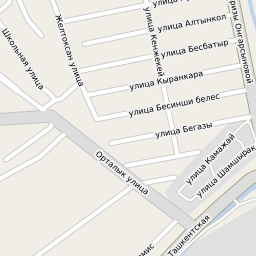 Школьная улица
Желтоксан улица
улица Кенжекей
улица Алтынкол
улица Бесбатыр
улица Кыранкара
улица Бесинши белес
улица Бегазы
Орталык улица
улица Камажай
улица Шамшырак
Ташкентская